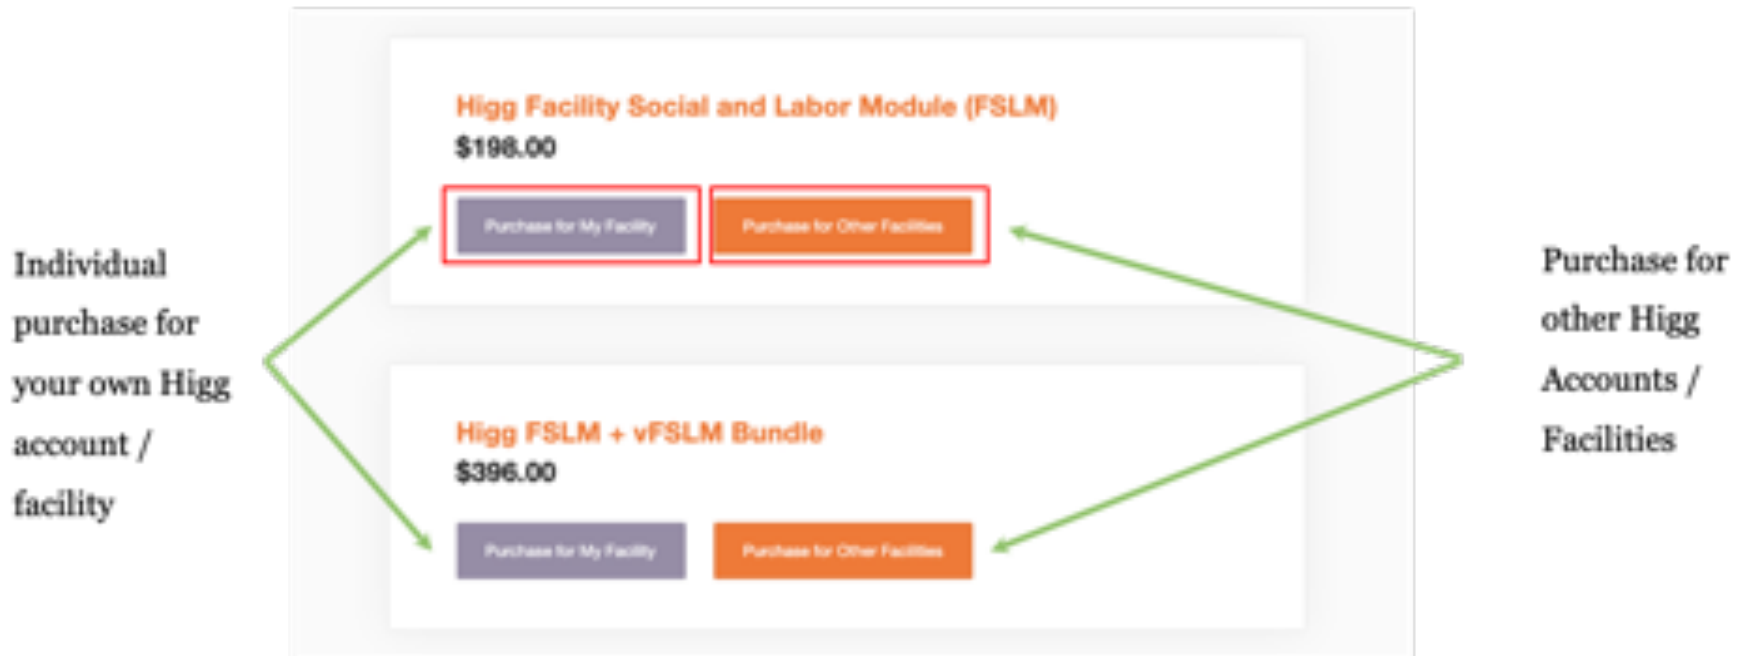 Higg Facility Social and Labor Module (FSLM)
$198.00
Purchase for My Facility
Purchase for Other Facilities
Individual
purchase for
your own Higg
account /
facility
Purchase for
other Higg
Accounts /
Facilities
Higg FSLM + vFSLM Bundle
$396.00
Purchase for My Facility
Purchase for Other Facilities